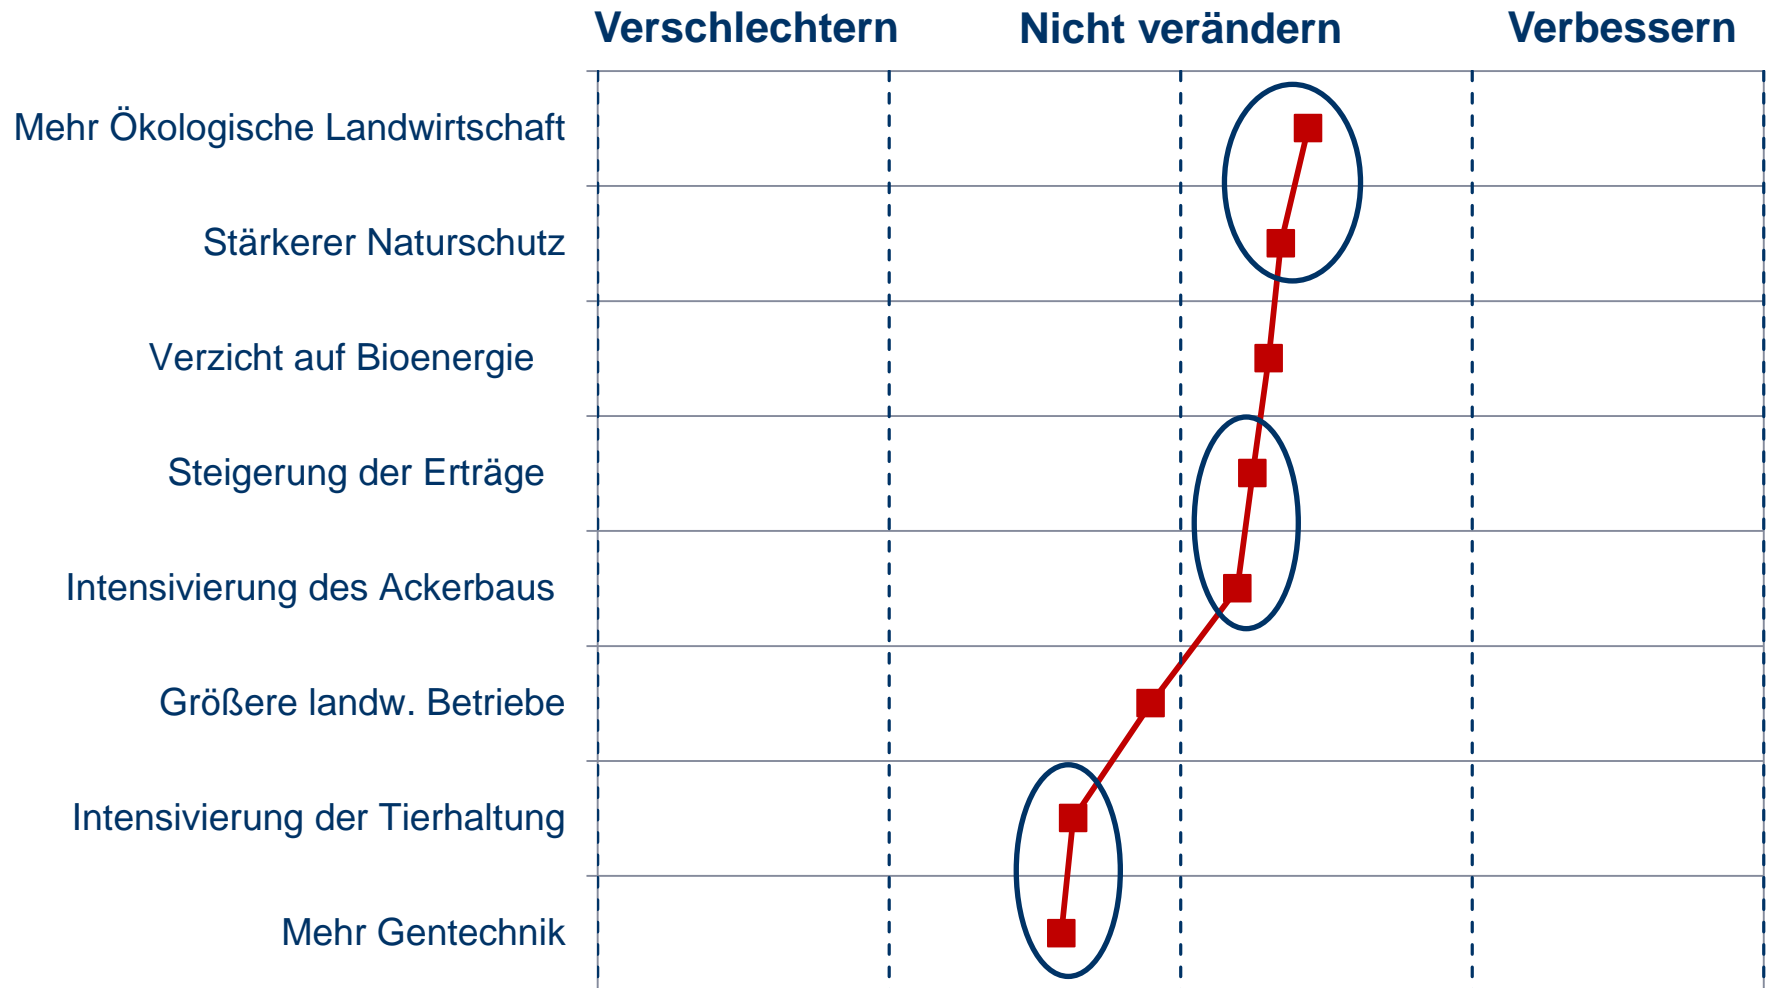 Verschlechtern Nicht verändern Verbessern
Mehr Ökologische Landwirtschaft
Stärkerer Naturschutz
Verzicht auf Bioenergie
Steigerung der Erträge
Intensivierung des Ackerbaus
Größere landw. Betriebe
Intensivierung der Tierhaltung
Mehr Gentechnik